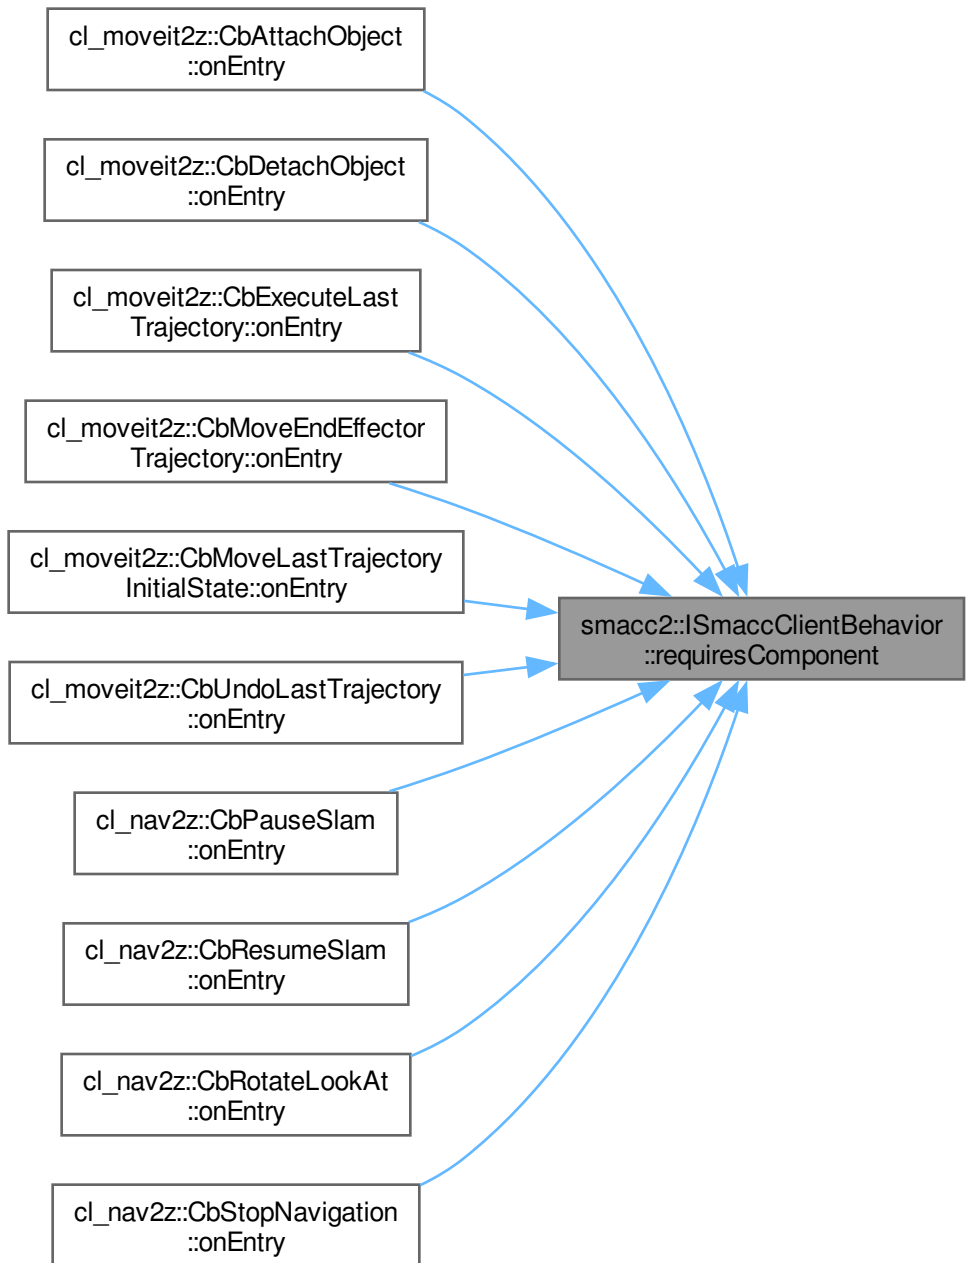 cl_moveit2z::CbAttachObject
::onEntry
cl_moveit2z::CbDetachObject
::onEntry
cl_moveit2z::CbExecuteLast
Trajectory::onEntry
cl_moveit2z::CbMoveEndEffector
Trajectory::onEntry
cl_moveit2z::CbMoveLastTrajectory
InitialState::onEntry
smacc2::ISmaccClientBehavior
::requiresComponent
cl_moveit2z::CbUndoLastTrajectory
::onEntry
cl_nav2z::CbPauseSlam
::onEntry
cl_nav2z::CbResumeSlam
::onEntry
cl_nav2z::CbRotateLookAt
::onEntry
cl_nav2z::CbStopNavigation
::onEntry